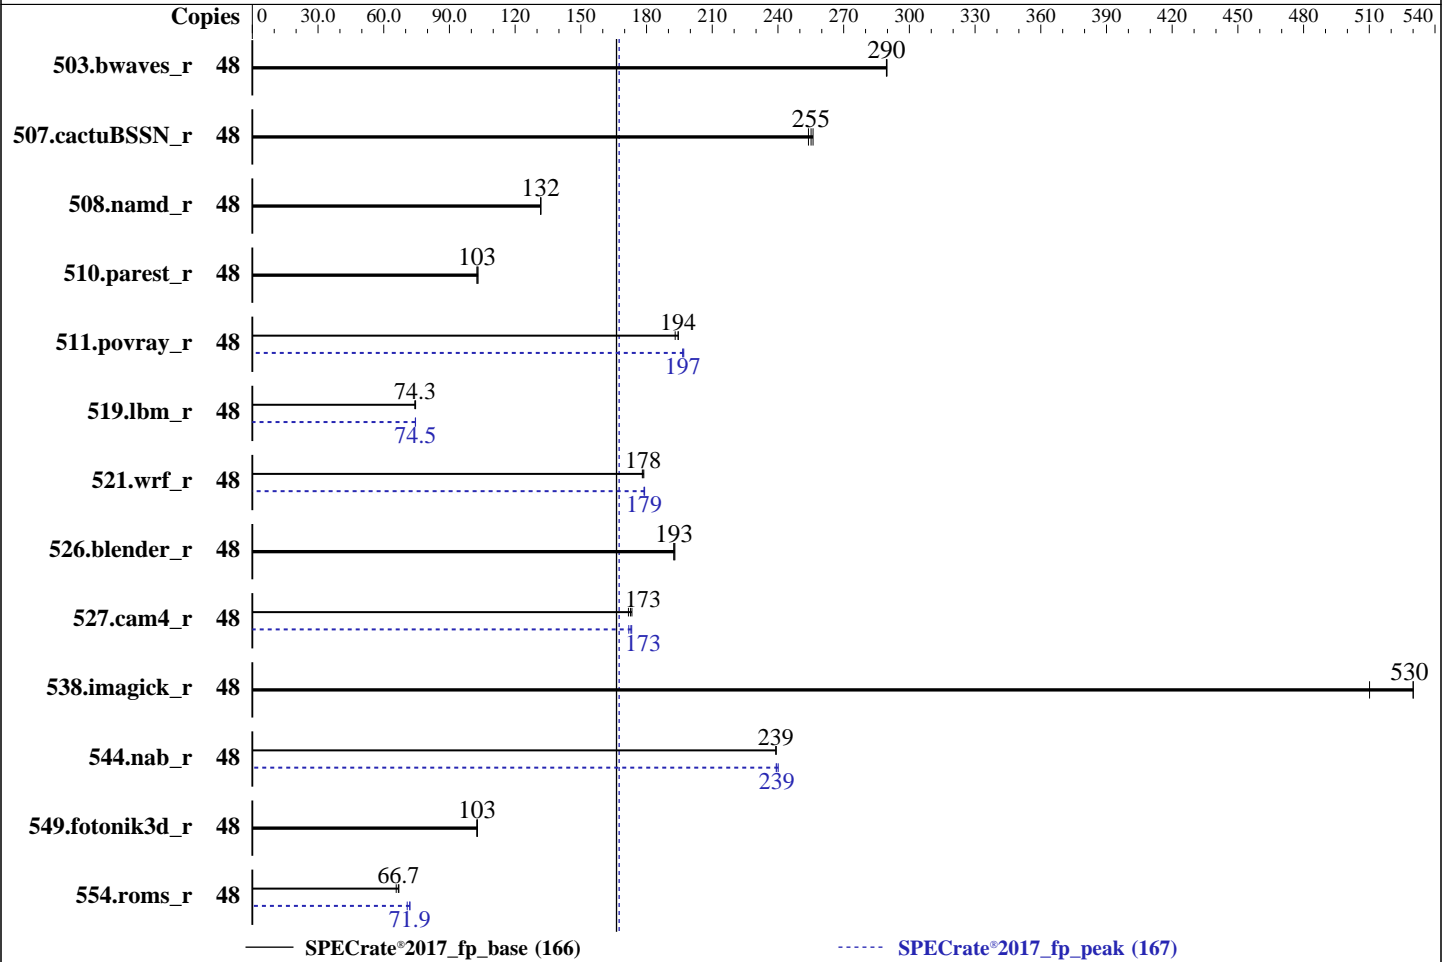 Copies 0 30.0 60.0 90.0 120 150 180 210 240 270 300 330 360 390 420 450 480 510 540
290
503.bwaves_r 48
255
507.cactuBSSN_r 48
132
508.namd_r 48
103
510.parest_r 48
194
511.povray_r 48
197
74.3
519.lbm_r 48
74.5
178
521.wrf_r 48
179
193
526.blender_r 48
173
527.cam4_r 48
173
530
538.imagick_r 48
239
544.nab_r 48
239
103
549.fotonik3d_r 48
66.7
554.roms_r 48
71.9
SPECrate®2017_fp_base (166) SPECrate®2017_fp_peak (167)